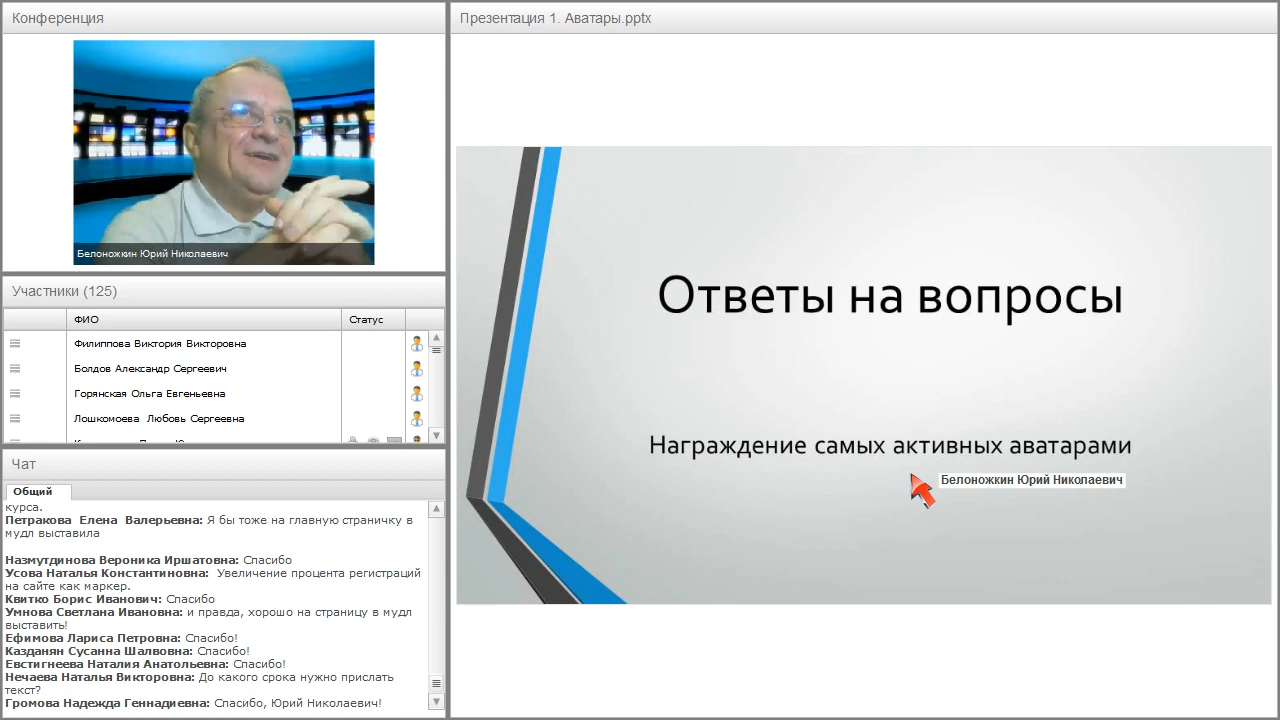 Конференция
Белоножкин Юрий Николаевич
Участники (125)
ФИО Статус
Филиппова Виктория Викторовна
Болдов Александр Сергеевич
Горянская Ольга Евгеньевна
Лошкомоева Любовь Сергеевна
Чат
Общий
курса.
Петракова Елена Валерьевна: Я бы тоже на главную страничку в
мудл выставила
Назмутдинова Вероника Иршатовна: Спасибо
Усова Наталья Константиновна: Увеличение процента регистраций
на сайте как маркер.
Квитко Борис Иванович: Спасибо
Умнова Светлана Ивановна: и правда, хорошо на страницу в мудл
выставить!
Ефимова Лариса Петровна: Спасибо!
Казданян Сусанна Шалвовна: Спасибо!
Евстигнеева Наталия Анатольевна: Спасибо!
Нечаева Наталья Викторовна: До какого срока нужно прислать
текст?
Громова Надежда Геннадиевна: Спасибо, Юрий Николаевич!
Презентация 1. Аватары.pptx
Ответы на вопросы
Награждение самых активных аватарами
Белоножкин Юрий Николаевич